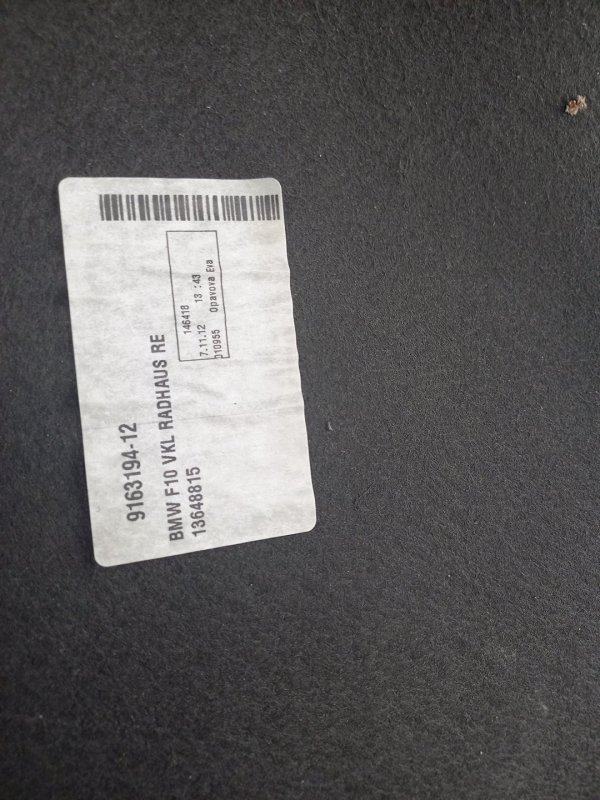 9163194-12
BMW F10 VKL RADHAUS RE
13648815
146418
7.11.12 13:43
010955 Opavova Eva